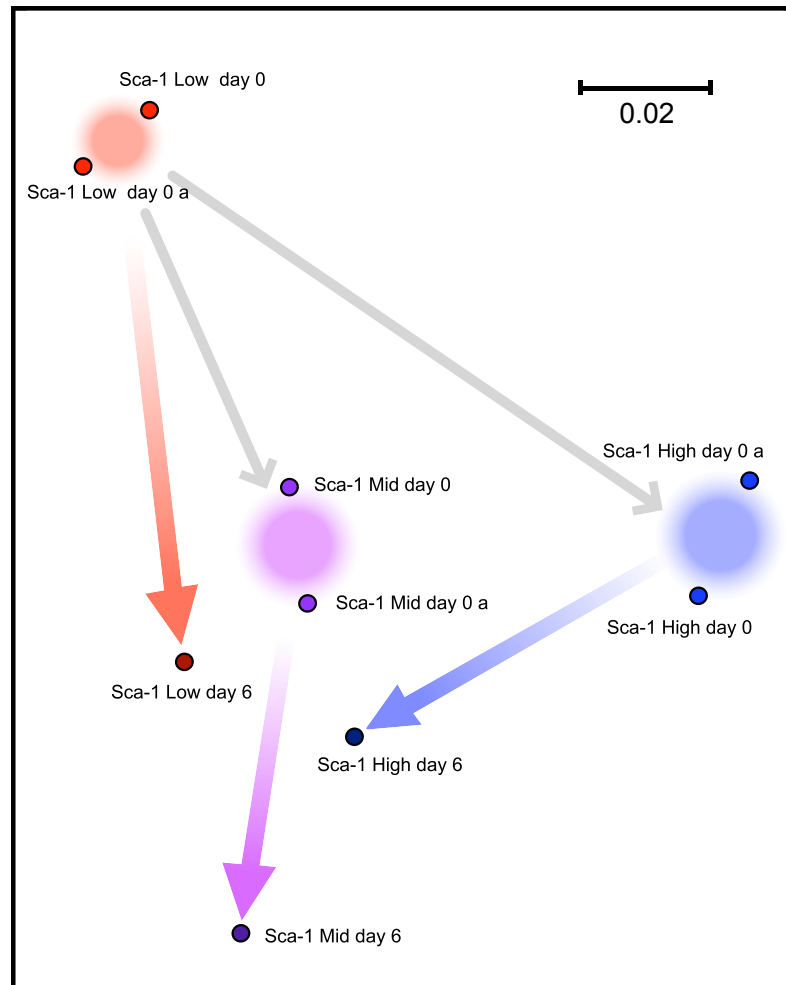 Sca-1 Low  day 0
0.02
Sca-1 Low  day 0 a
Sca-1 High day 0 a
Sca-1 Mid day 0
Sca-1 Mid day 0 a
Sca-1 High day 0
Sca-1 Low day 6
Sca-1 High day 6
Sca-1 Mid day 6